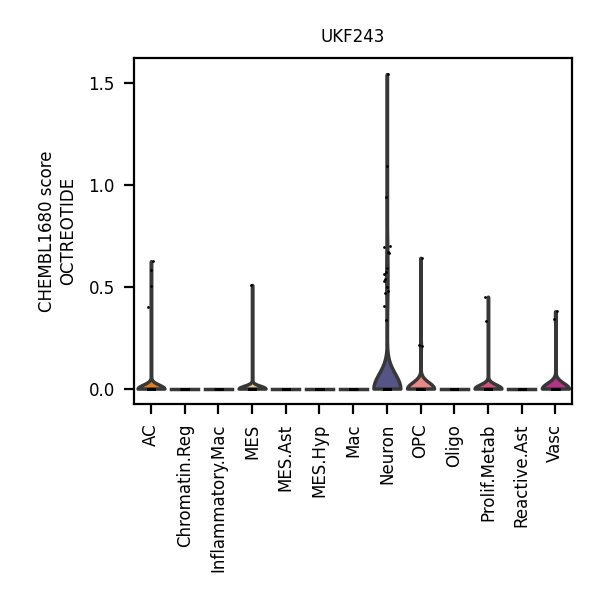 UKF243
CHEMBL1680 score
OCTREOTIDE
1.5
1.0
0.5
0.0
AC
Chromatin.Reg
Inflammatory.Mac
MES
MES.Ast
MES.Hyp
Mac
Neuron
OPC
Oligo
Prolif.Metab
Reactive.Ast
Vasc